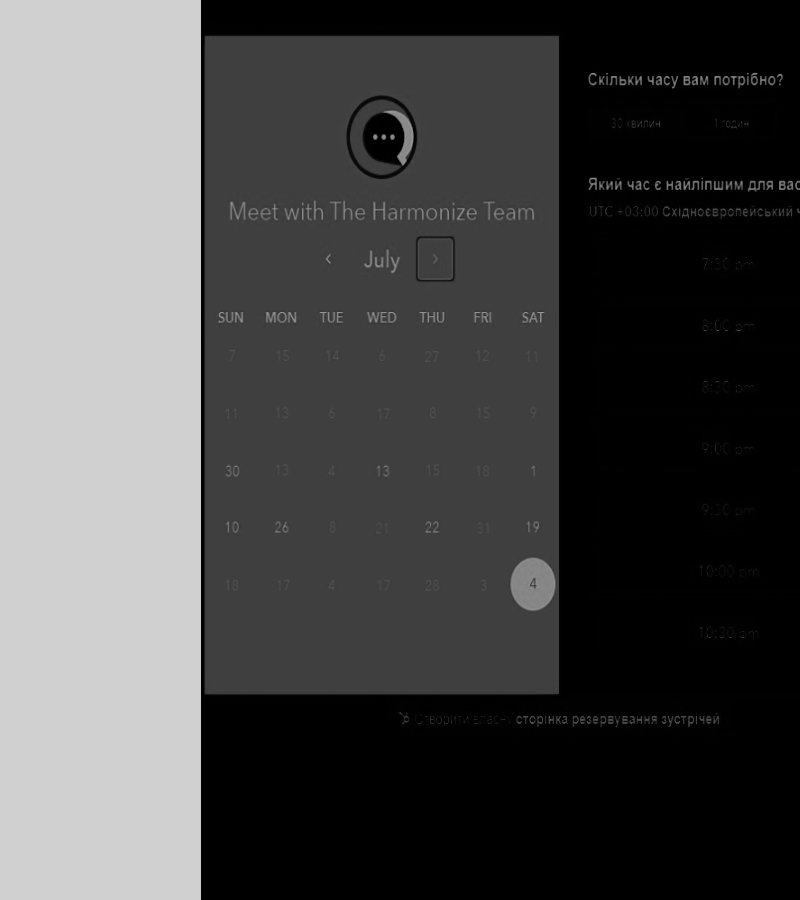 Meet with The Harmonize Team
July
SUN MON TUE WED THU FRI SAT
7 15 14 6 27 12 11
11 13 6 17 8 15 9
30 13 4 13 15 18 1
10 26 8 21 22 31 19
18 17 4 17 28 3 4
Скільки часу вам потрібно?
30 хвилин 1 годин
Який час є найліпшим для вас
UTC +03:00 Східноєвропейський ч
7:30 pm
8:00 pm
8:30 pm
9:00 pm
9:30 pm
10:00 pm
10:30 pm
Створити власну сторінка резервування зустрічей